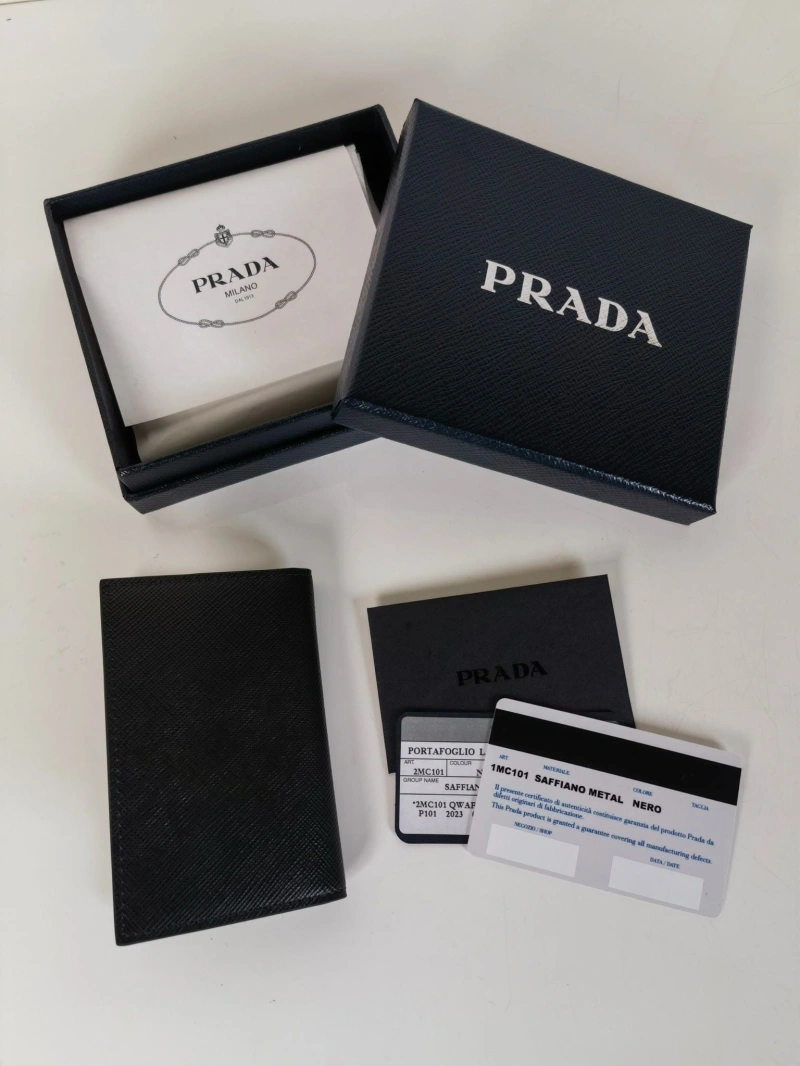 PRADA
MILANO
DAL 1913
PRADA
PRADA
PORTAFOGLIO L
ART. COLOUR
2MC101 N
GROUP NAME
SAFFIAN
*2MC101 QWA
P101 2023
ART. MATERIALE COLORE TAGLIA
1MC101 SAFFIANO METAL NERO
Il presente certificato di autenticità costituisce garanzia del prodotto Prada da
difetti originari di fabbricazione.
This Prada product is granted a guarantee covering all manufacturing defects.
NEGOZIO / SHOP DATA / DATE